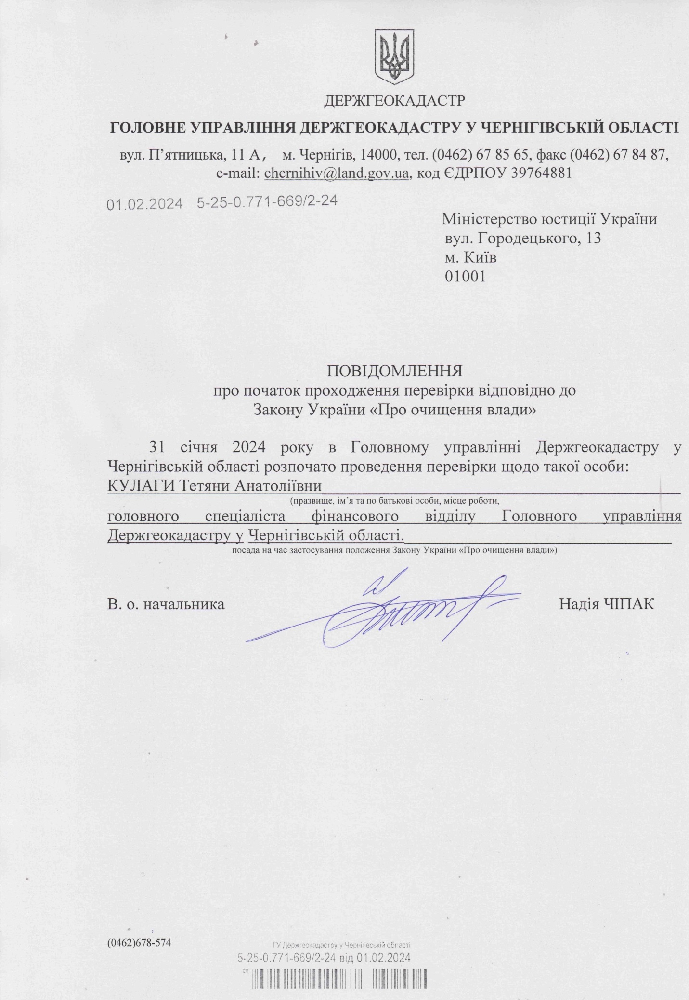 ДЕРЖГЕОКАДАСТР
ГОЛОВНЕ УПРАВЛІННЯ ДЕРЖГЕОКАДАСТРУ У ЧЕРНІГІВСЬКІЙ ОБЛАСТІ
вул. П’ятницька, 11 А, м. Чернігів, 14000, тел. (0462) 67 85 65, факс (0462) 67 84 87,
e-mail: chernihiv@land.gov.ua, код ЄДРПОУ 39764881
01.02.2024 5-25-0.771-669/2-24
Міністерство юстиції України
вул. Городецького, 13
м. Київ
01001
ПОВІДОМЛЕННЯ
про початок проходження перевірки відповідно до
Закону України «Про очищення влади»
31 січня 2024 року в Головному управлінні Держгеокадастру у
Чернігівській області розпочато проведення перевірки щодо такої особи:
КУЛАГИ Тетяни Анатоліївни
(празвище, ім’я та по батькові особи, місце роботи,
головного спеціаліста фінансового відділу Головного управління
Держгеокадастру у Чернігівській області.
посада на час застосування положення Закону України «Про очищення влади»)
В. о. начальника Надія ЧІПАК
(0462)678-574
ГУ Держгеокадастру у Чернігівській області
5-25-0.771-669/2-24 від 01.02.2024